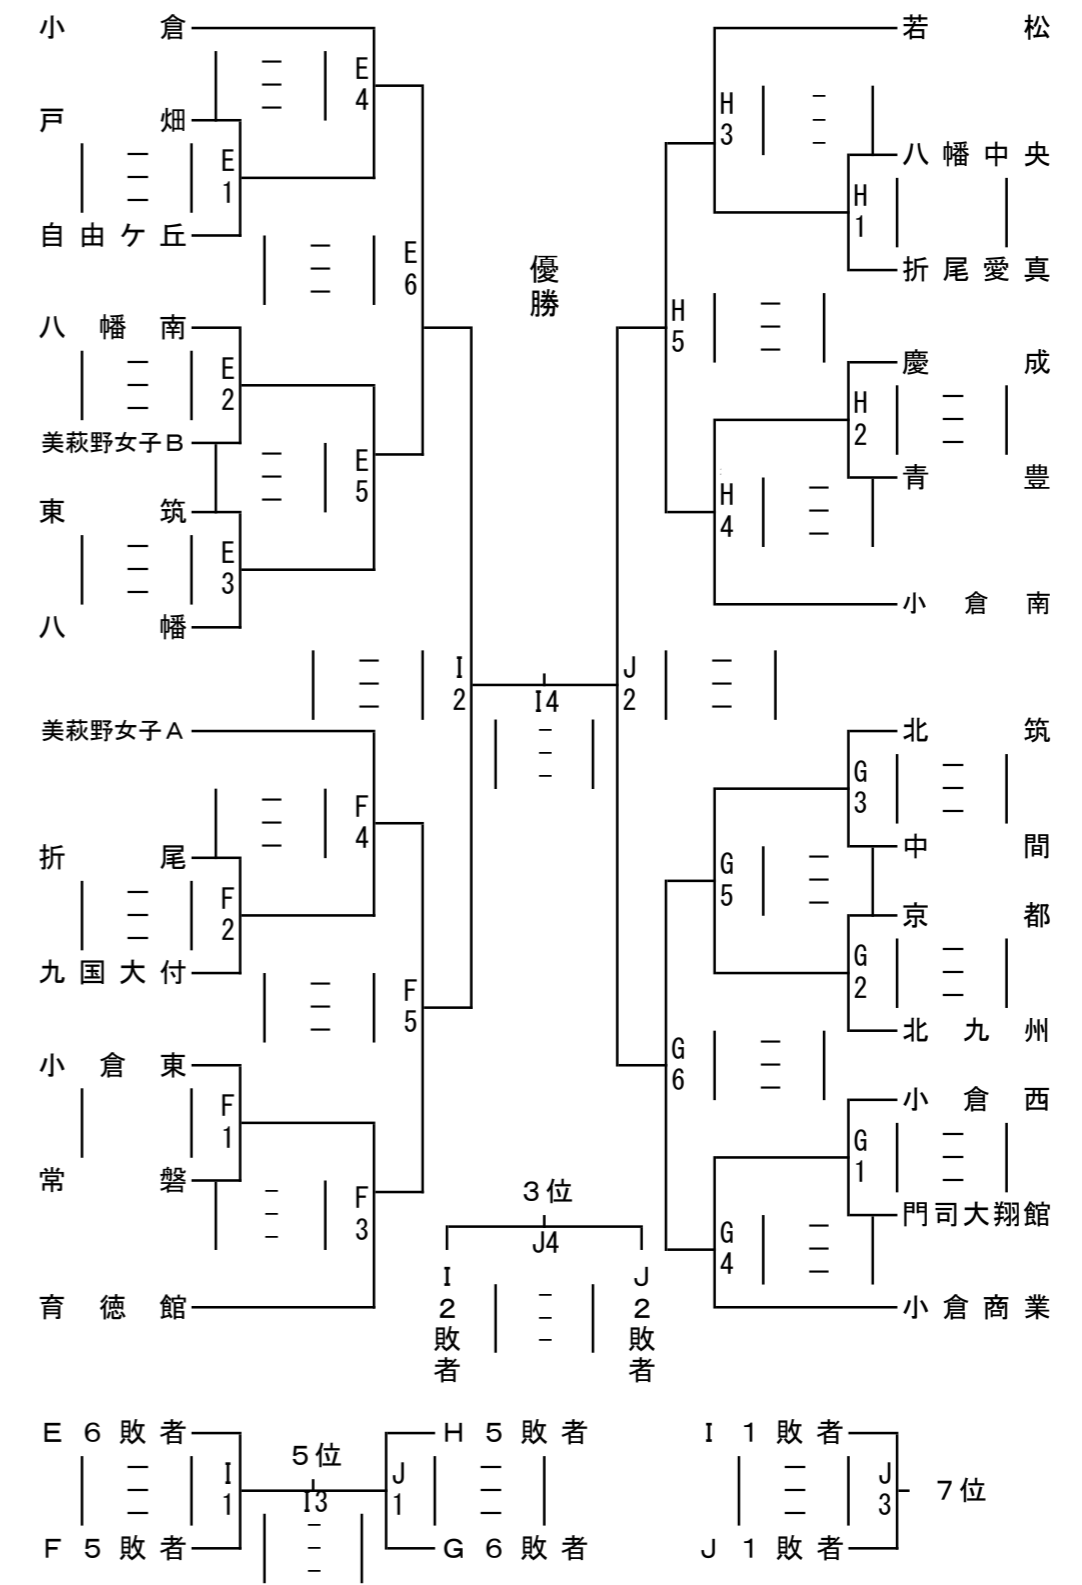 小倉
E4
戸畑
E1
自由ケ丘
E6
八幡南
E2
美萩野女子B
E5
東筑
E3
八幡
I2
美萩野女子A
F4
折尾
F2
九国大付
F5
小倉東
F1
常磐
F3
育徳館
優勝
I4
若松
H3
八幡中央
H1
折尾愛真
H5
慶成
H2
青豊
H4
小倉南
J2
北筑
G3
中間
G5
京都
G2
北九州
G6
小倉西
G1
門司大翔館
G4
小倉商業
3位
J4
I2敗者
J2敗者
E6敗者
I1
F5敗者
5位
I3
H5敗者
J1
G6敗者
I1敗者
J3
7位
J1敗者